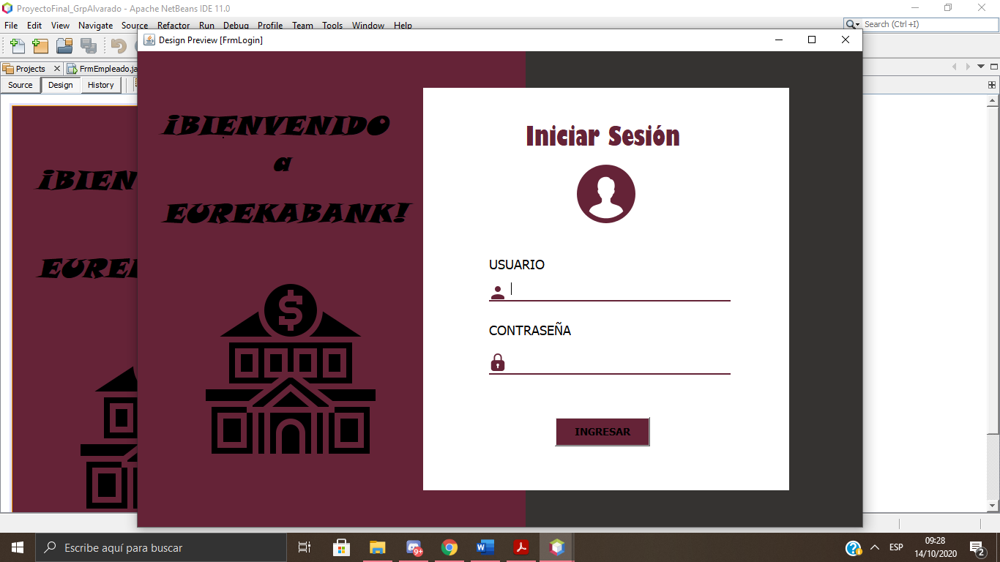 ProyectoFinal_GrpAlvarado - Apache NetBeans IDE 11.0
File Edit View Navigate Source Refactor Run Debug Profile Team Tools Window Help
Search (Ctrl+I)
Design Preview [FrmLogin]
Projects FrmEmpleado.ja
Source Design History
¡BIEN
EUREK
¡BIENVENIDO
a
EUREKABANK!
$
Iniciar Sesión
USUARIO
CONTRASEÑA
INGRESAR
Escribe aquí para buscar
9+
ESP
09:28
14/10/2020
2